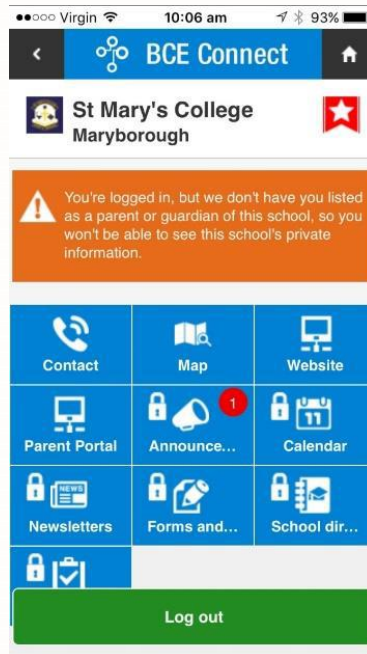 Virgin 10:06 am 93%
BCE Connect
St Mary's College
Maryborough
You're logged in, but we don't have you listed
as a parent or guardian of this school, so you
won't be able to see this school's private
information.
Contact Map Website
1
11
Parent Portal Announce... Calendar
NEWS
Newsletters Forms and... School dir...
Log out